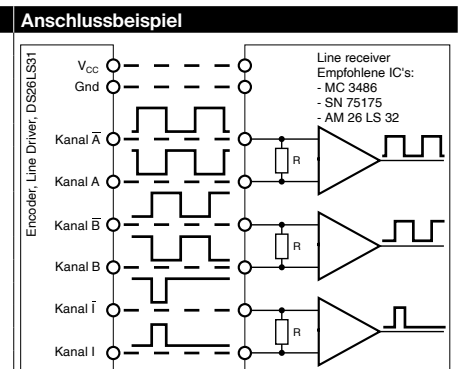 Anschlussbeispiel
Encoder, Line Driver, DS26LS31
VCC
Gnd
Kanal A̅
Kanal A
Kanal B̅
Kanal B
Kanal I̅
Kanal I
Line receiver
Empfohlene IC's:
- MC 3486
- SN 75175
- AM 26 LS 32
R
R
R